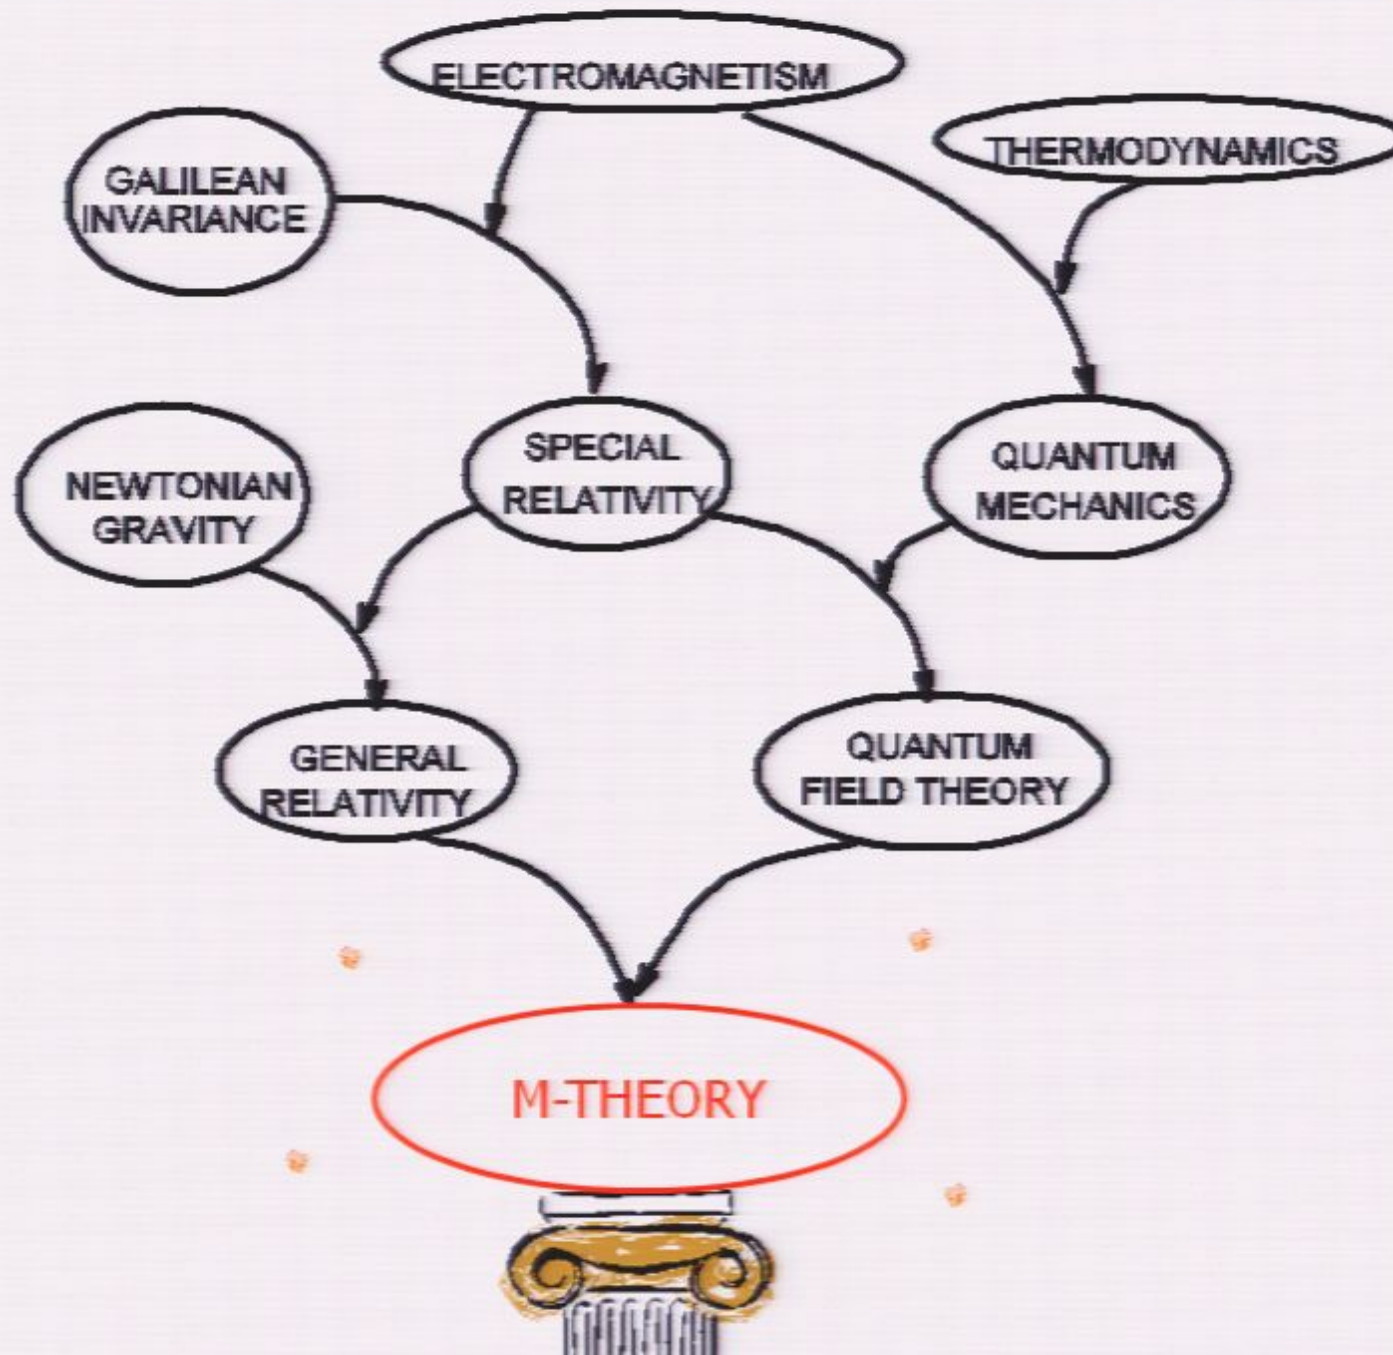 ELECTROMAGNETISM
THERMODYNAMICS
GALILEAN
INVARIANCE
SPECIAL
RELATIVITY
QUANTUM
MECHANICS
NEWTONIAN
GRAVITY
GENERAL
RELATIVITY
QUANTUM
FIELD THEORY
M-THEORY